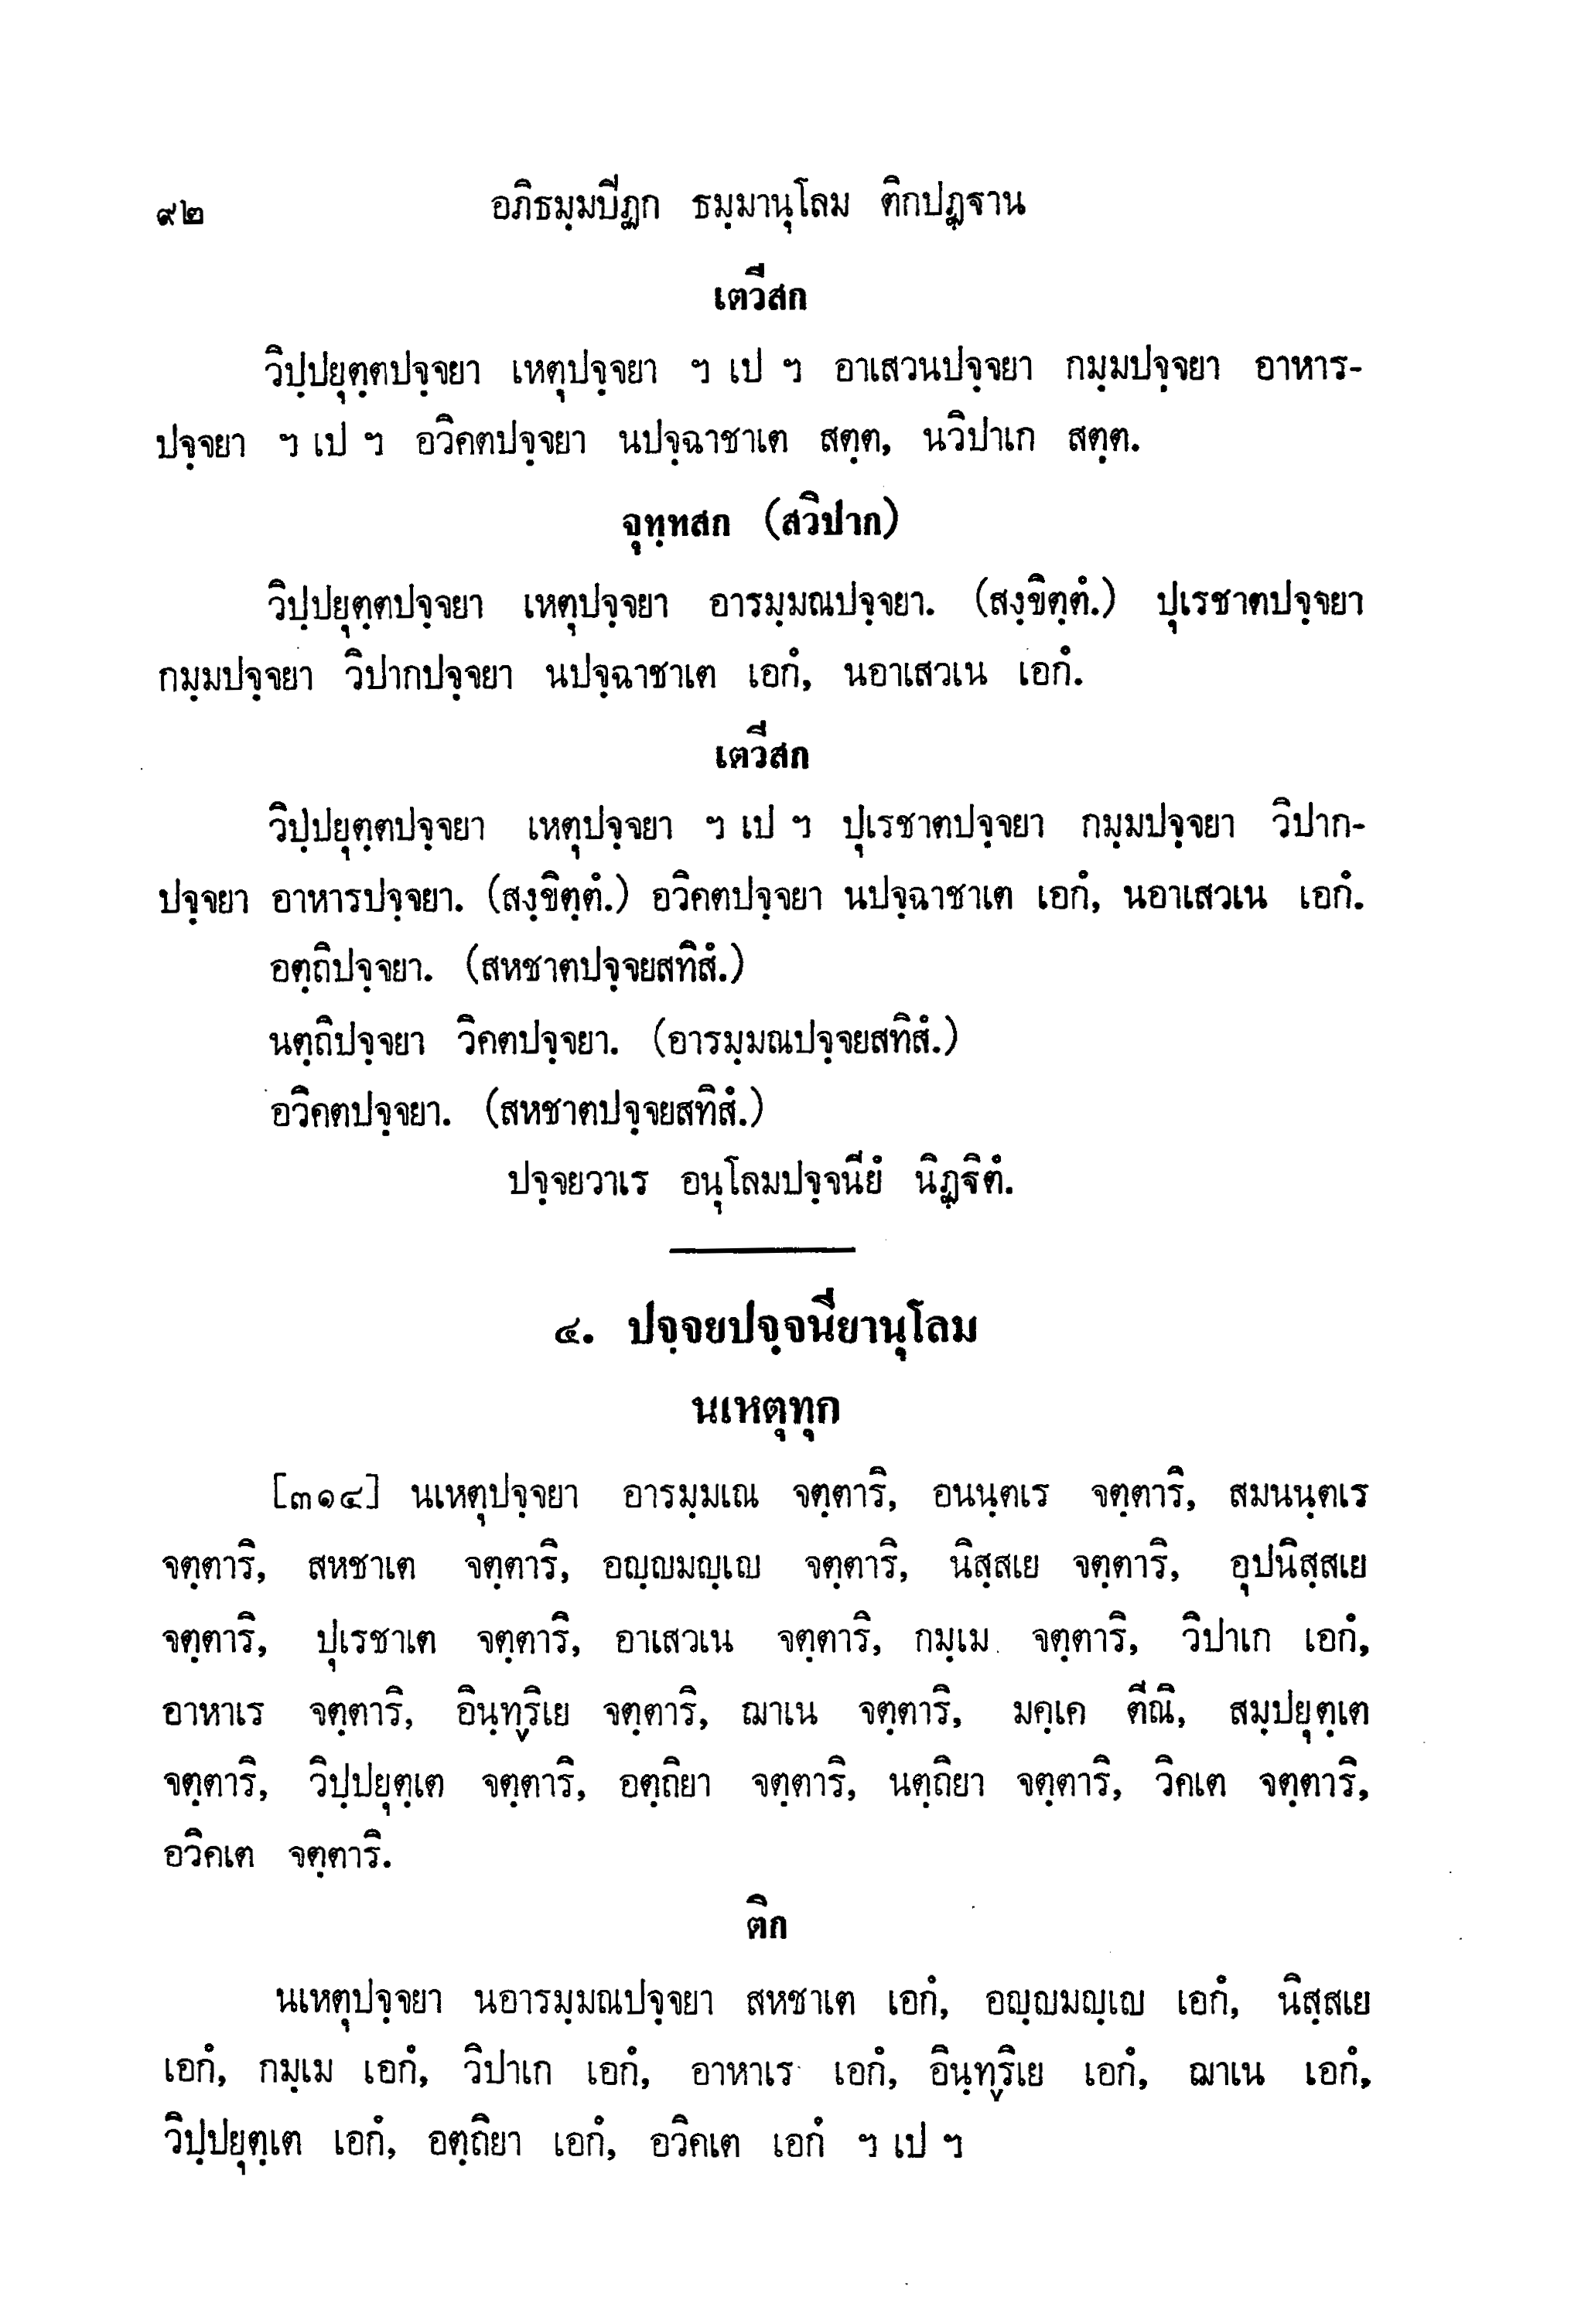 ๙๒ อภิธมฺมปีฏก ธมฺมานุโลม ติกปฏฺฐาน
เตวีสก
วิปฺปยุตฺตปจฺจยา เหตุปจฺจยา ฯ เป ฯ อาเสวนปจฺจยา กมฺมปจฺจยา อาหาร-
ปจฺจยา ฯ เป ฯ อวิคตปจฺจยา นปจฺฉาชาเต สตฺต, นวิปาเก สตฺต.
จุทฺทสก (สวิปาก)
วิปฺปยุตฺตปจฺจยา เหตุปจฺจยา อารมฺมณปจฺจยา. (สงฺขิตฺตํ.) ปุเรชาตปจฺจยา
กมฺมปจฺจยา วิปากปจฺจยา นปจฺฉาชาเต เอกํ, นอาเสวเน เอกํ.
เตวีสก
วิปฺปยุตฺตปจฺจยา เหตุปจฺจยา ฯ เป ฯ ปุเรชาตปจฺจยา กมฺมปจฺจยา วิปาก-
ปจฺจยา อาหารปจฺจยา. (สงฺขิตฺตํ.) อวิคตปจฺจยา นปจฺฉาชาเต เอกํ, นอาเสวเน เอกํ.
อตฺถิปจฺจยา. (สหชาตปจฺจยสทิสํ.)
นตฺถิปจฺจยา วิคตปจฺจยา. (อารมฺมณปจฺจยสทิสํ.)
อวิคตปจฺจยา. (สหชาตปจฺจยสทิสํ.)
ปจฺจยวาเร อนุโลมปจฺจนียํ นิฏฺฐิตํ.
๔. ปจฺจยปจฺจนียานุโลม
นเหตุทุก
[๓๑๔] นเหตุปจฺจยา อารมฺมเณ จตฺตาริ, อนนฺตเร จตฺตาริ, สมนนฺตเร
จตฺตาริ, สหชาเต จตฺตาริ, อญฺญมญฺเญ จตฺตาริ, นิสฺสเย จตฺตาริ, อุปนิสฺสเย
จตฺตาริ, ปุเรชาเต จตฺตาริ, อาเสวเน จตฺตาริ, กมฺเม จตฺตาริ, วิปาเก เอกํ,
อาหาเร จตฺตาริ, อินฺทฺริเย จตฺตาริ, ฌาเน จตฺตาริ, มคฺเค ตีณิ, สมฺปยุตฺเต
จตฺตาริ, วิปฺปยุตฺเต จตฺตาริ, อตฺถิยา จตฺตาริ, นตฺถิยา จตฺตาริ, วิคเต จตฺตาริ,
อวิคเต จตฺตาริ.
ติก
นเหตุปจฺจยา นอารมฺมณปจฺจยา สหชาเต เอกํ, อญฺญมญฺเญ เอกํ, นิสฺสเย
เอกํ, กมฺเม เอกํ, วิปาเก เอกํ, อาหาเร เอกํ, อินฺทฺริเย เอกํ, ฌาเน เอกํ,
วิปฺปยุตฺเต เอกํ, อตฺถิยา เอกํ, อวิคเต เอกํ ฯ เป ฯ